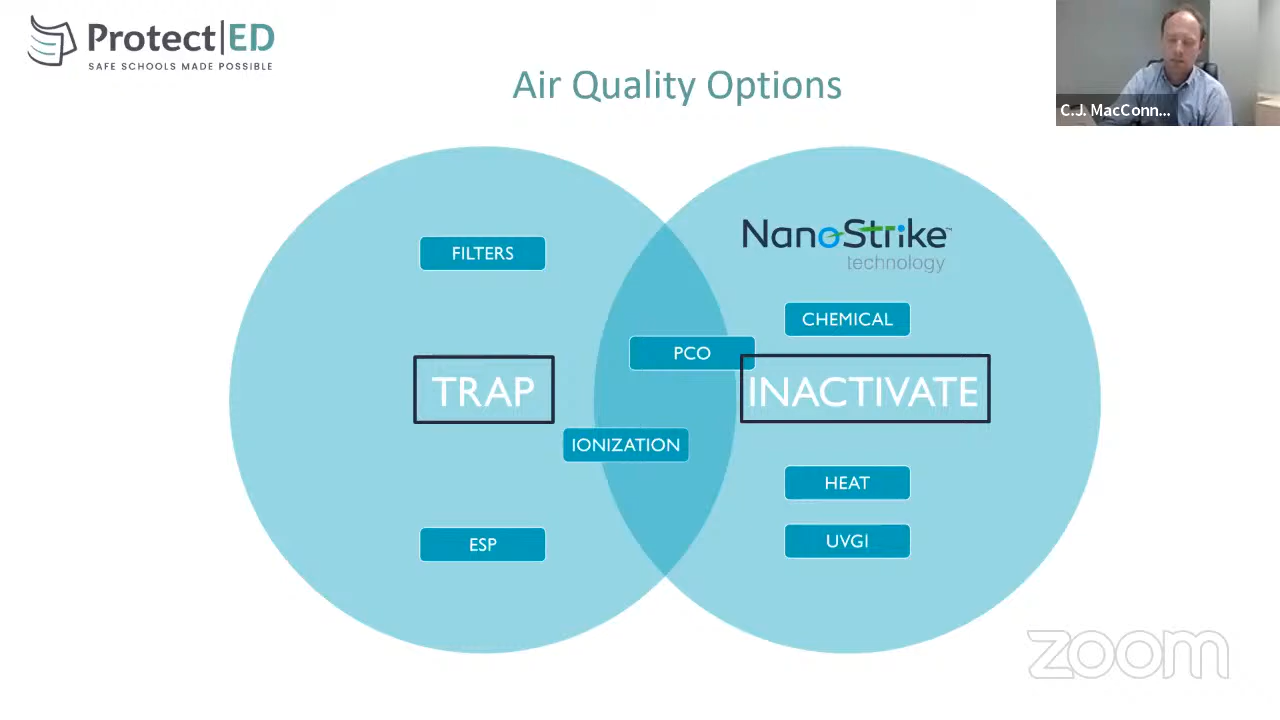 Protect|ED
SAFE SCHOOLS MADE POSSIBLE
Air Quality Options
C.J. MacConn...
FILTERS
NanoStrike™
technology
CHEMICAL
PCO
TRAP
INACTIVATE
IONIZATION
HEAT
UVGI
ESP
zoom